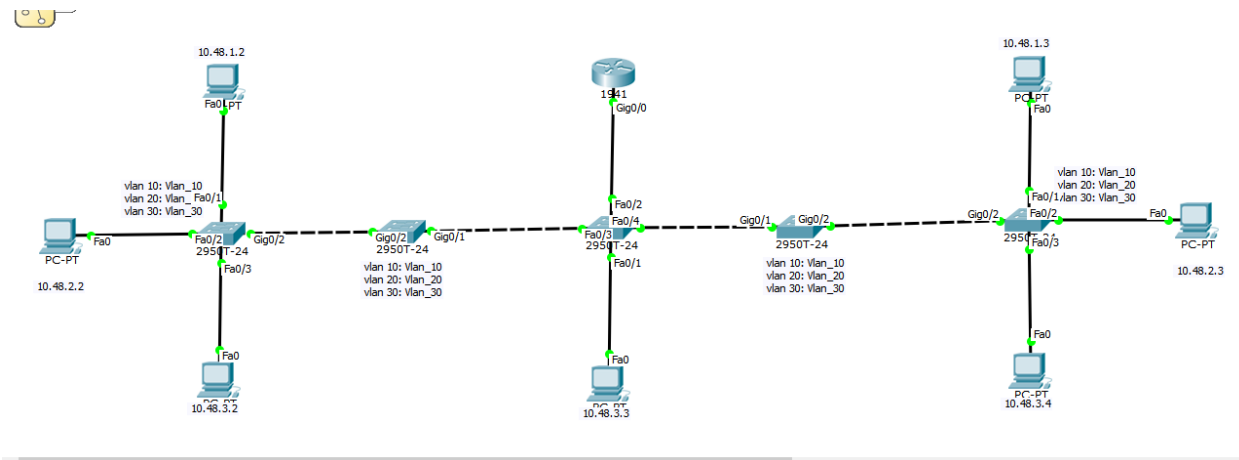 10.48.1.2
Fa0
PT
vlan 10: Vlan_10
vlan 20: Vlan_
vlan 30: Vlan_30
Fa0/1
Fa0
PC-PT
10.48.2.2
Fa0/2
Gig0/2
2950T-24
Fa0/3
Fa0
10.48.3.2
Gig0/2
Gig0/1
2950T-24
vlan 10: Vlan_10
vlan 20: Vlan_20
vlan 30: Vlan_30
1941
Gig0/0
Fa0/2
Fa0/4
Fa0/3
2950T-24
Fa0/1
Fa0
10.48.3.3
Gig0/1
Gig0/2
2950T-24
vlan 10: Vlan_10
vlan 20: Vlan_20
vlan 30: Vlan_30
10.48.1.3
PC-PT
Fa0
vlan 10: Vlan_10
vlan 20: Vlan_20
vlan 30: Vlan_30
Fa0/1
Gig0/2
Fa0/2
Fa0/3
Fa0
PC-PT
10.48.2.3
Fa0
PC-PT
10.48.3.4